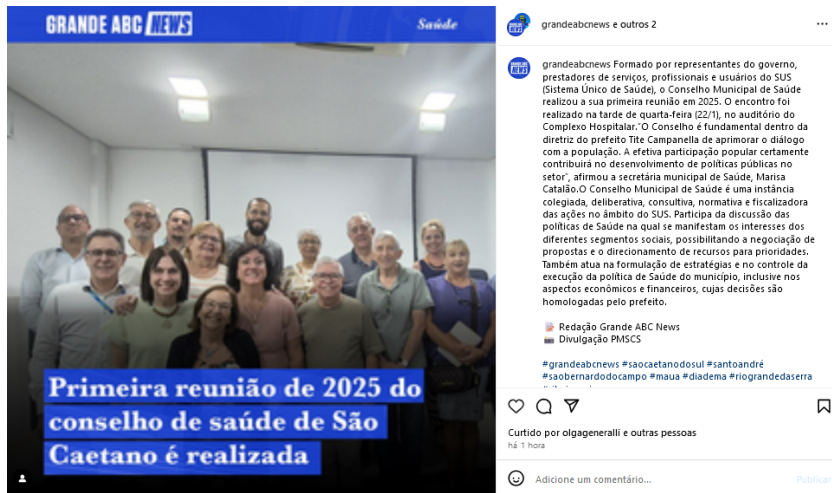 GRANDE ABC NEWS
Saúde
Primeira reunião de 2025 do
conselho de saúde de São
Caetano é realizada
grandeabcnews e outros 2
grandeabcnews Formado por representantes do governo,
prestadores de serviços, profissionais e usuários do SUS
(Sistema Único de Saúde), o Conselho Municipal de Saúde
realizou a sua primeira reunião em 2025. O encontro foi
realizado na tarde de quarta-feira (22/1), no auditório do
Complexo Hospitalar."O Conselho é fundamental dentro da
diretriz do prefeito Tite Campanella de aprimorar o diálogo
com a população. A efetiva participação popular certamente
contribuirá no desenvolvimento de políticas públicas no
setor", afirmou a secretária municipal de Saúde, Marisa
Catalão.O Conselho Municipal de Saúde é uma instância
colegiada, deliberativa, consultiva, normativa e fiscalizadora
das ações no âmbito do SUS. Participa da discussão das
políticas de Saúde na qual se manifestam os interesses dos
diferentes segmentos sociais, possibilitando a negociação de
propostas e o direcionamento de recursos para prioridades.
Também atua na formulação de estratégias e no controle da
execução da política de Saúde do município, inclusive nos
aspectos econômicos e financeiros, cujas decisões são
homologadas pelo prefeito.
Redação Grande ABC News
Divulgação PMSCS
#grandeabcnews #saocaetanodosul #santoandré
#saobernardodocampo #maua #diadema #riograndedaserra
Curtido por olgageneralli e outras pessoas
há 1 hora
Adicione um comentário...
Publicar